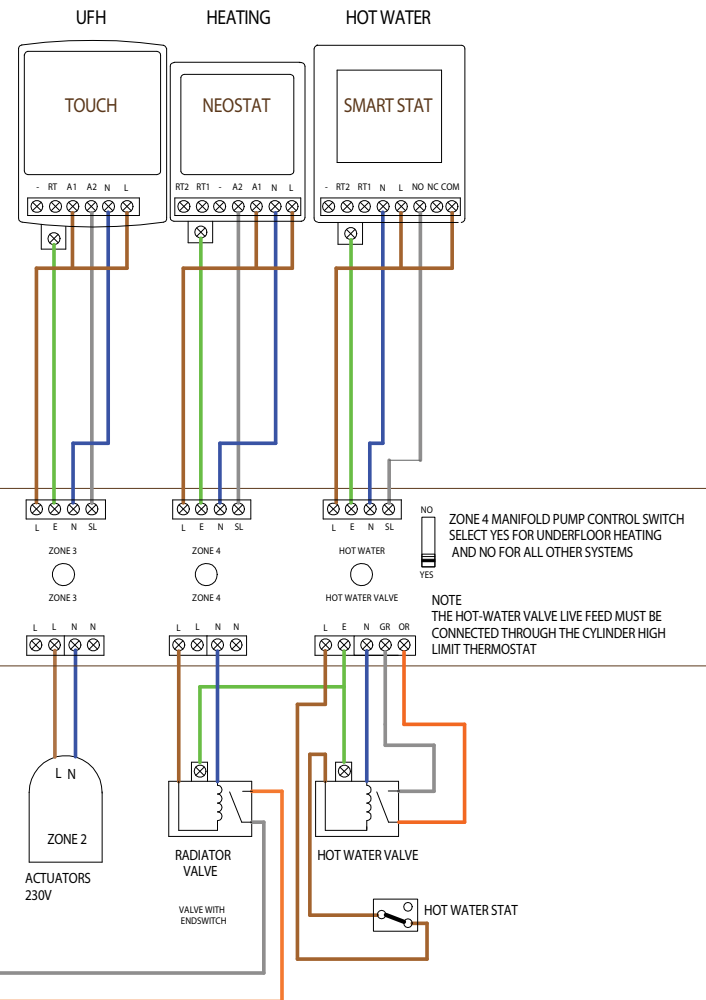 UFH HEATING HOT WATER
TOUCH NEOSTAT SMART STAT
- RT A1 A2 N L
RT2 RT1 - A2 A1 N L
- RT2 RT1 N L NO NC COM
L E N SL
L E N SL
L E N SL
NO
ZONE 4 MANIFOLD PUMP CONTROL SWITCH
SELECT YES FOR UNDERFLOOR HEATING
AND NO FOR ALL OTHER SYSTEMS
YES
ZONE 3 ZONE 4 HOT WATER
ZONE 3 ZONE 4 HOT WATER VALVE
NOTE
THE HOT-WATER VALVE LIVE FEED MUST BE
CONNECTED THROUGH THE CYLINDER HIGH
LIMIT THERMOSTAT
L L N N
L L N N
L E N GR OR
L N
ZONE 2
ACTUATORS
230V
RADIATOR
VALVE
VALVE WITH
ENDSWITCH
HOT WATER VALVE
HOT WATER STAT